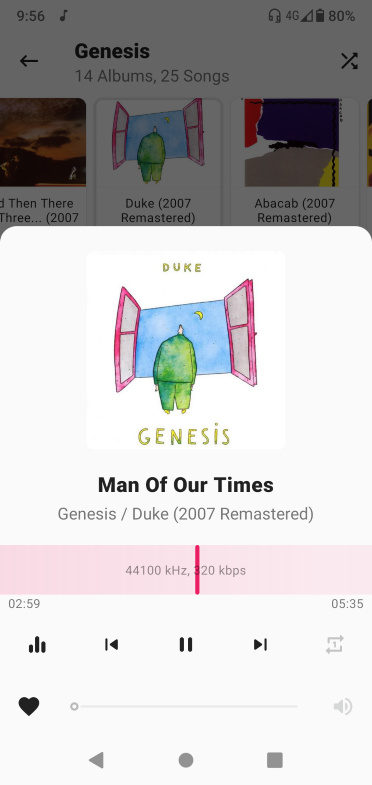 9:56
4G
80%
Genesis
14 Albums, 25 Songs
d Then There
Three... (2007
Duke (2007
Remastered)
Abacab (2007
Remastered)
DUKE
GENESIS
Man Of Our Times
Genesis / Duke (2007 Remastered)
44100 kHz, 320 kbps
02:59
05:35
1